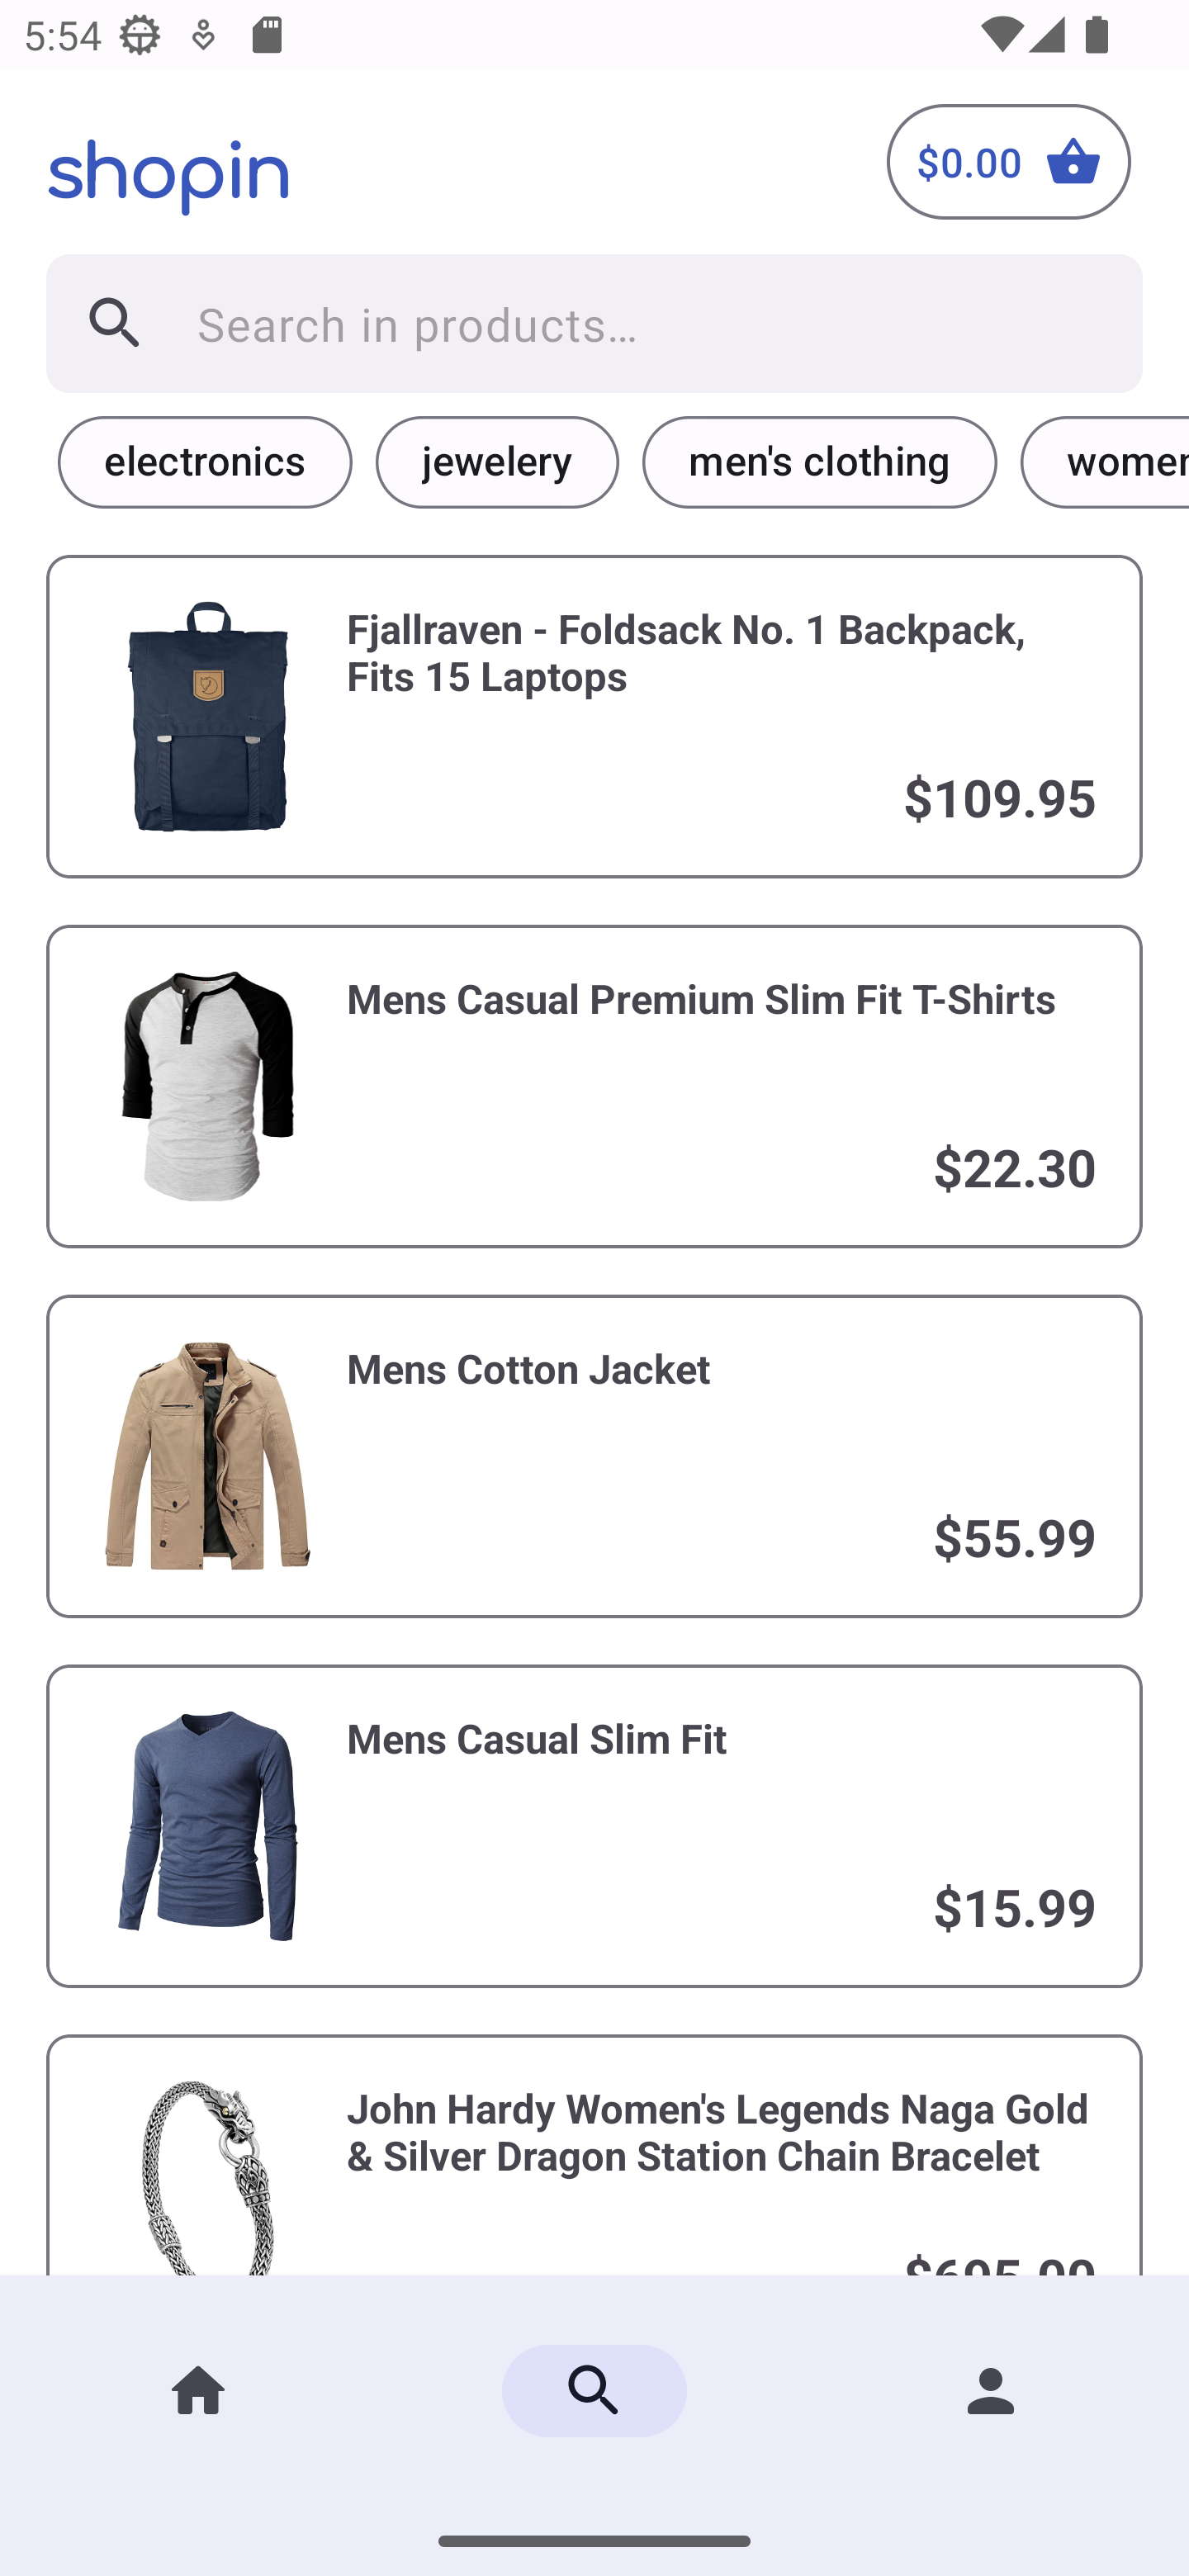 5:54
shopin
$0.00
Search in products...
electronics
jewelery
men's clothing
Fjallraven - Foldsack No. 1 Backpack,
Fits 15 Laptops
$109.95
Mens Casual Premium Slim Fit T-Shirts
$22.30
Mens Cotton Jacket
$55.99
Mens Casual Slim Fit
$15.99
John Hardy Women's Legends Naga Gold
& Silver Dragon Station Chain Bracelet